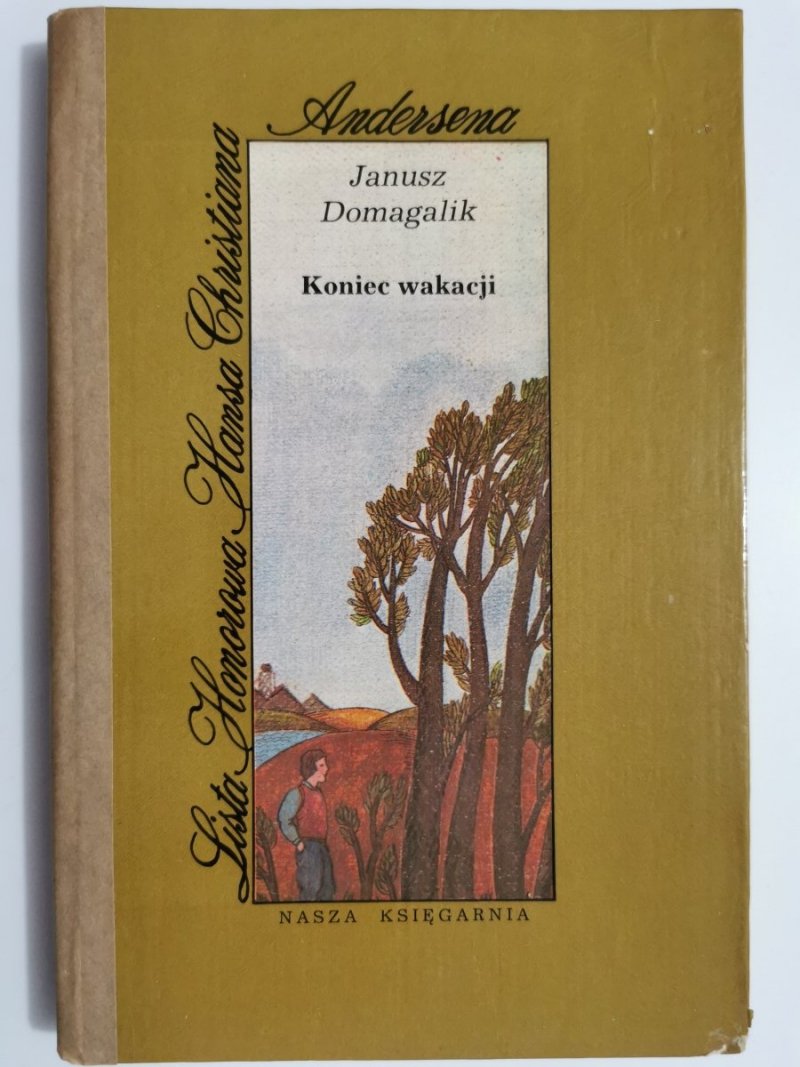 Lista Honorowa Hansa Christiana
Andersena
Janusz
Domagalik
Koniec wakacji
NASZA KSIĘGARNIA